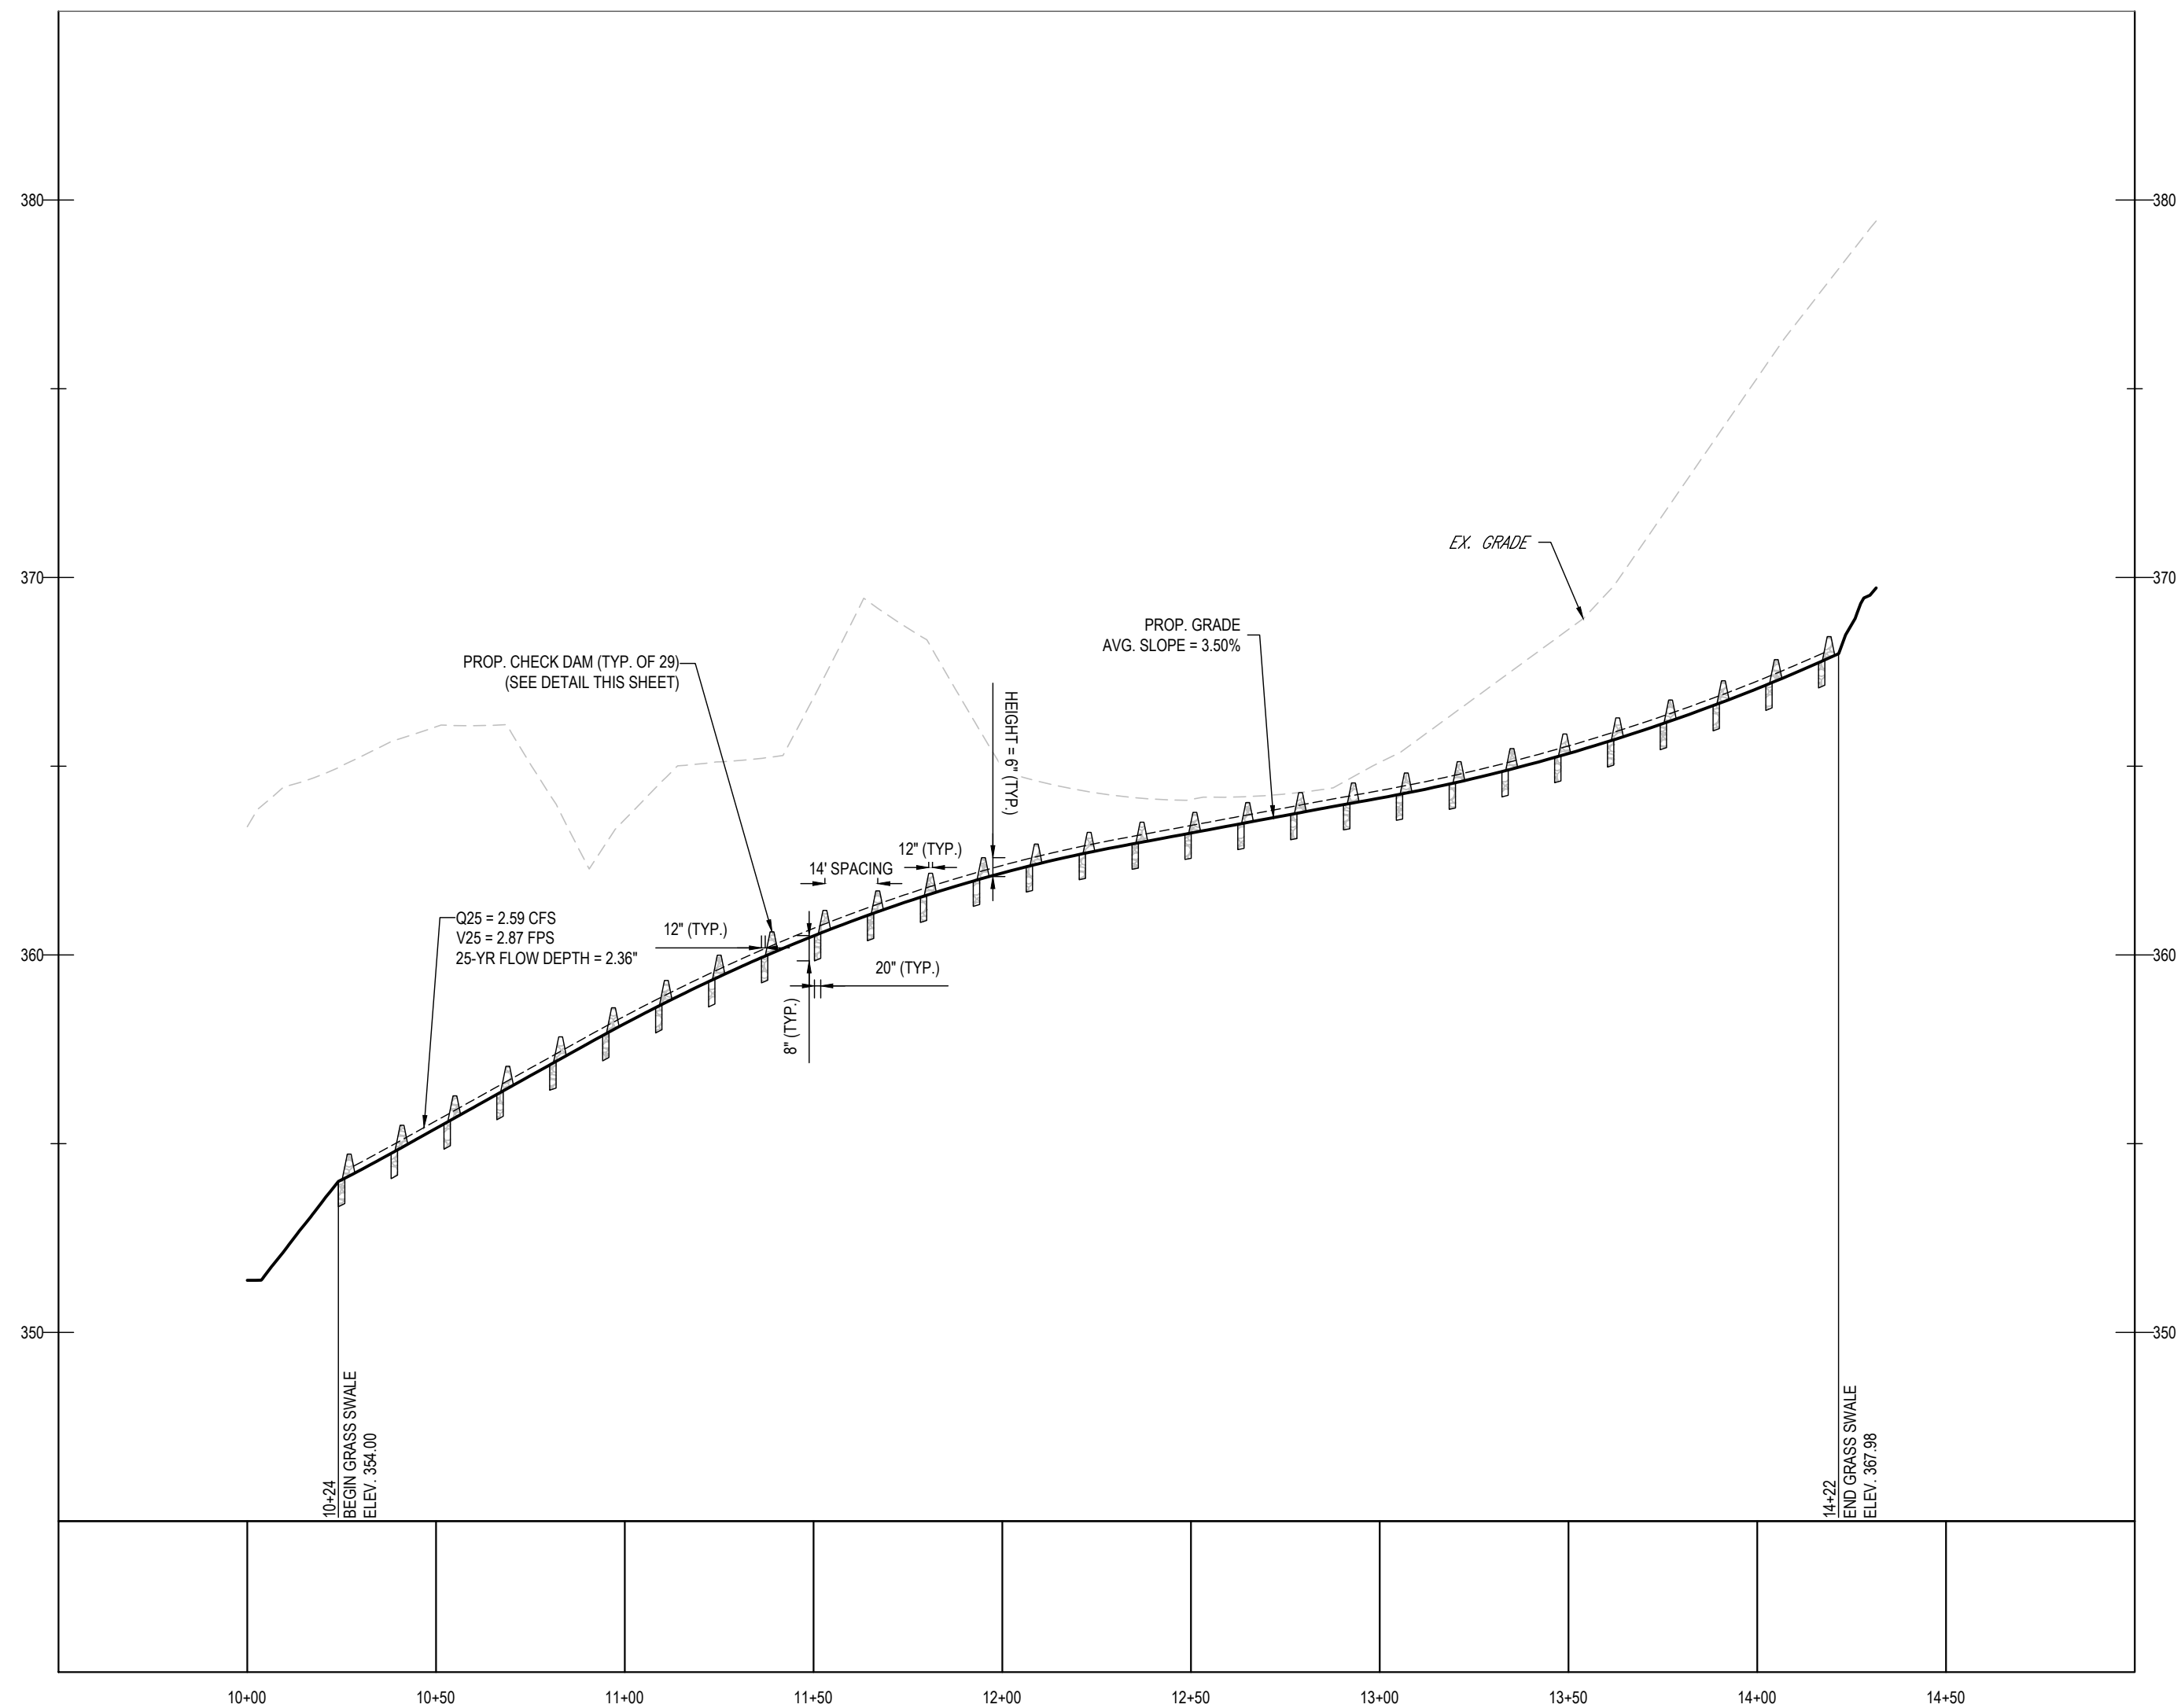 380
380
EX. GRADE
370
370
PROP. GRADE
AVG. SLOPE = 3.50%
PROP. CHECK DAM (TYP. OF 29)
(SEE DETAIL THIS SHEET)
HEIGHT = 6" (TYP.)
12" (TYP.)
14' SPACING
Q25 = 2.59 CFS
V25 = 2.87 FPS
25-YR FLOW DEPTH = 2.36"
12" (TYP.)
20" (TYP.)
8" (TYP.)
360
360
350
350
10+24
BEGIN GRASS SWALE
ELEV. 354.00
14+22
END GRASS SWALE
ELEV. 367.98
10+00
10+50
11+00
11+50
12+00
12+50
13+00
13+50
14+00
14+50